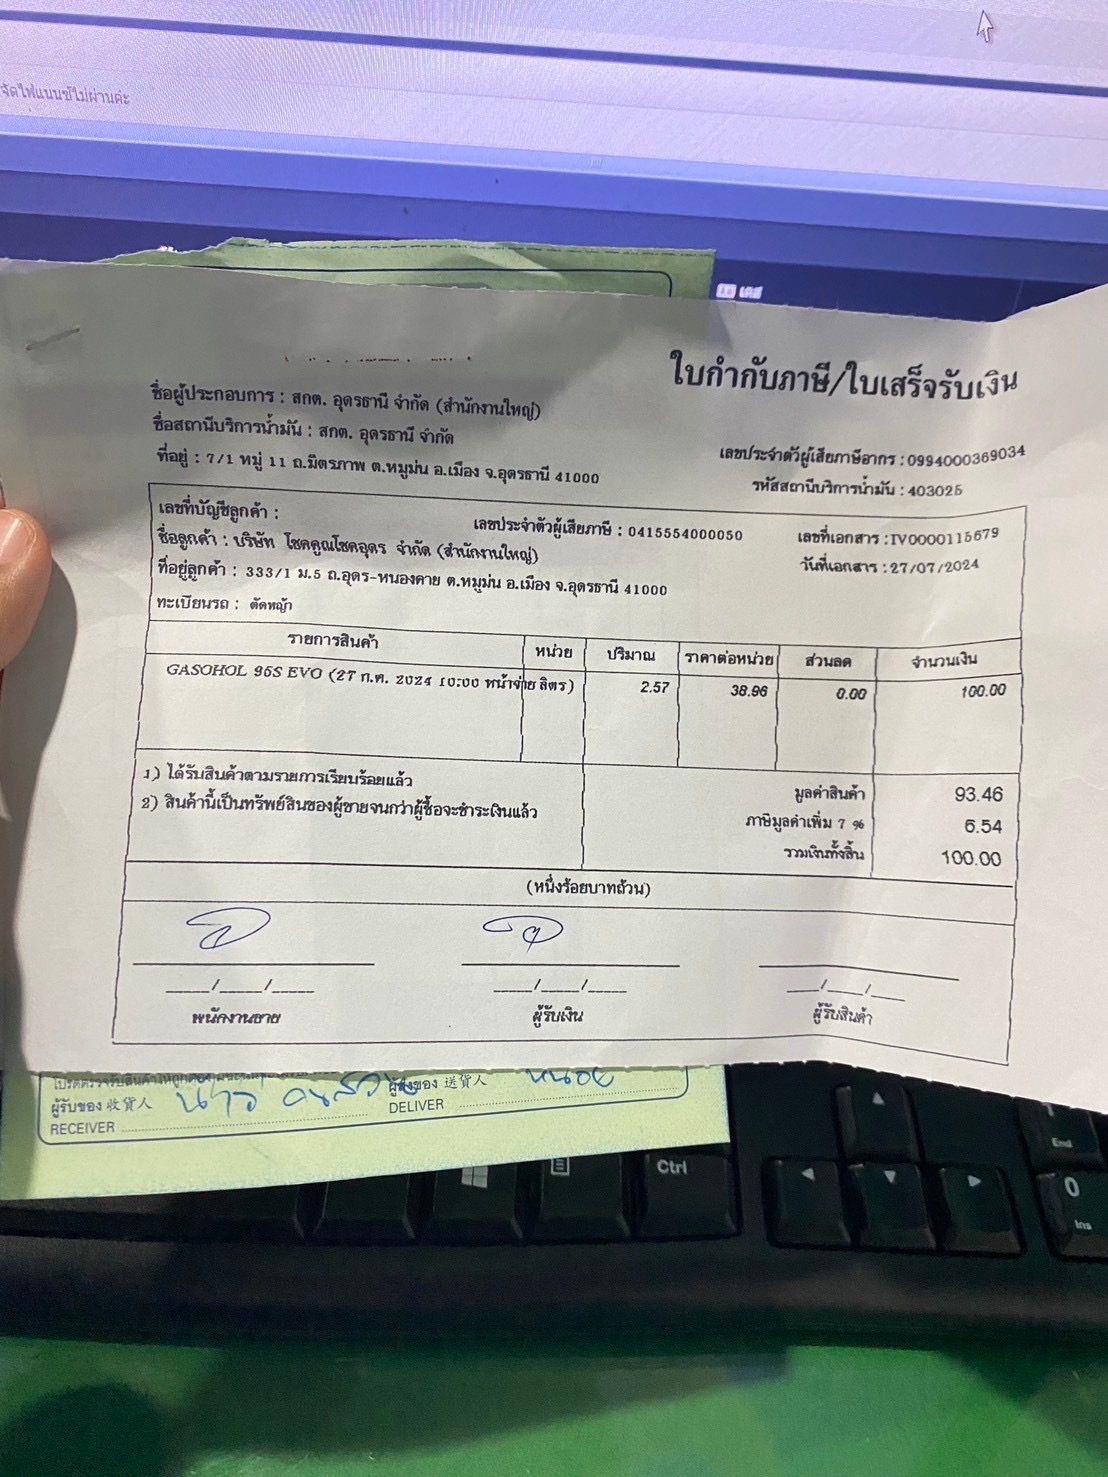 จัดไฟแนนซ์ไม่ผ่านค่ะ
เคส
ใบกำกับภาษี/ใบเสร็จรับเงิน
ชื่อผู้ประกอบการ : สกต. อุดรธานี จำกัด (สำนักงานใหญ่)
ชื่อสถานีบริการน้ำมัน : สกต. อุดรธานี จำกัด
ที่อยู่ : 7/1 หมู่ 11 ถ.มิตรภาพ ต.หมูม่น อ.เมือง จ.อุดรธานี 41000
เลขประจำตัวผู้เสียภาษีอากร : 0994000369034
รหัสสถานีบริการน้ำมัน : 403025
เลขที่บัญชีลูกค้า :
เลขประจำตัวผู้เสียภาษี : 0415554000050
เลขที่เอกสาร : IV0000115679
ชื่อลูกค้า : บริษัท โชคคูณโชคอุดร จำกัด (สำนักงานใหญ่)
วันที่เอกสาร : 27/07/2024
ที่อยู่ลูกค้า : 333/1 ม.5 ถ.อุดร-หนองคาย ต.หมูม่น อ.เมือง จ.อุดรธานี 41000
ทะเบียนรถ : ตัดหญ้า
รายการสินค้า หน่วย ปริมาณ ราคาต่อหน่วย ส่วนลด จำนวนเงิน
GASOHOL 95S EVO (27 ก.ค. 2024 10:00 หน้าจ่าย ลิตร) 2.57 38.96 0.00 100.00
1) ได้รับสินค้าตามรายการเรียบร้อยแล้ว
2) สินค้านี้เป็นทรัพย์สินของผู้ขายจนกว่าผู้ซื้อจะชำระเงินแล้ว
มูลค่าสินค้า 93.46
ภาษีมูลค่าเพิ่ม 7 % 6.54
รวมเงินทั้งสิ้น 100.00
(หนึ่งร้อยบาทถ้วน)
____/____/____ ____/____/____ ____/____/____
พนักงานขาย ผู้รับเงิน ผู้รับสินค้า
ผู้รับของ 收貨人 ผู้ส่งของ 送貨人 หน่อย
RECEIVER DELIVER
Ctrl
End
0
Ins